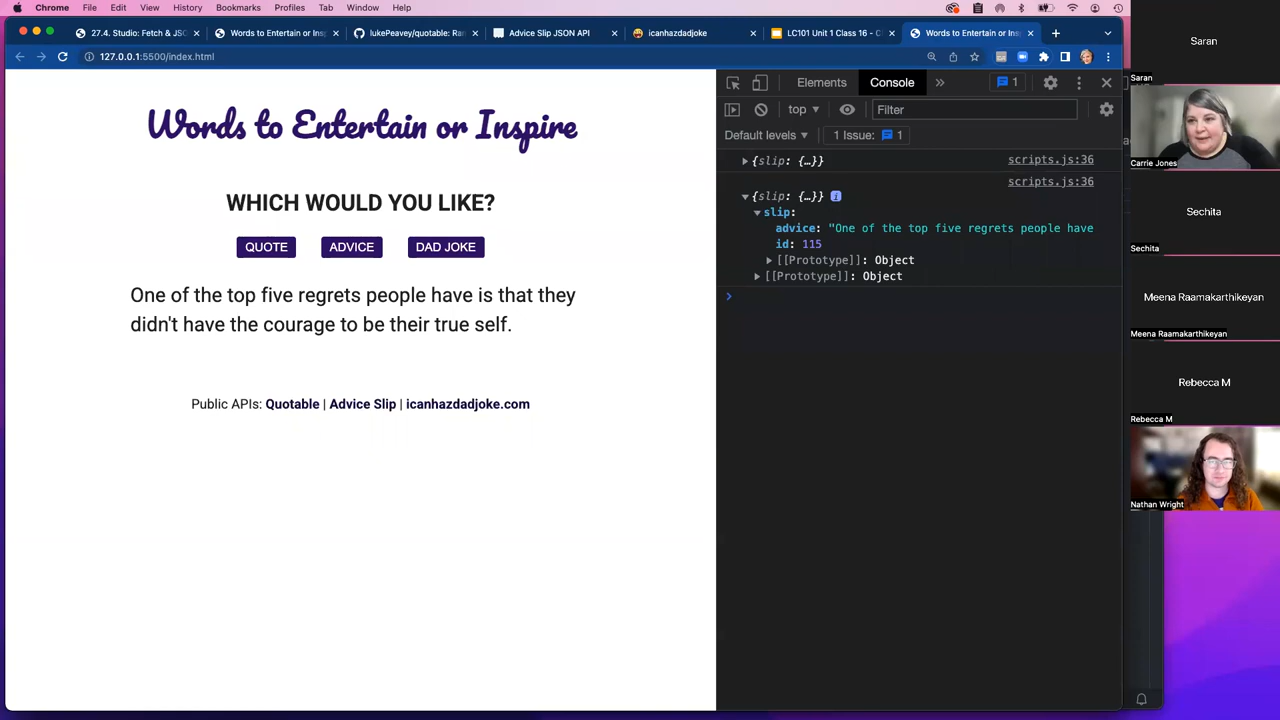 Chrome File Edit View History Bookmarks Profiles Tab Window Help
27.4. Studio: Fetch & JSC
Words to Entertain or Insp
lukePeavey/quotable: Ran
Advice Slip JSON API
icanhazdadjoke
LC101 Unit 1 Class 16 - C
Words to Entertain or Insp
127.0.0.1:5500/index.html
Words to Entertain or Inspire
WHICH WOULD YOU LIKE?
QUOTE ADVICE DAD JOKE
One of the top five regrets people have is that they
didn't have the courage to be their true self.
Public APIs: Quotable | Advice Slip | icanhazdadjoke.com
Elements Console » 1
top Filter
Default levels 1 Issue: 1
{slip: {…}} scripts.js:36
scripts.js:36
{slip: {…}} i
slip:
advice: "One of the top five regrets people have
id: 115
[[Prototype]]: Object
[[Prototype]]: Object
Saran
Saran
Carrie Jones
Sechita
Sechita
Meena Raamakarthikeyan
Meena Raamakarthikeyan
Rebecca M
Rebecca M
Nathan Wright